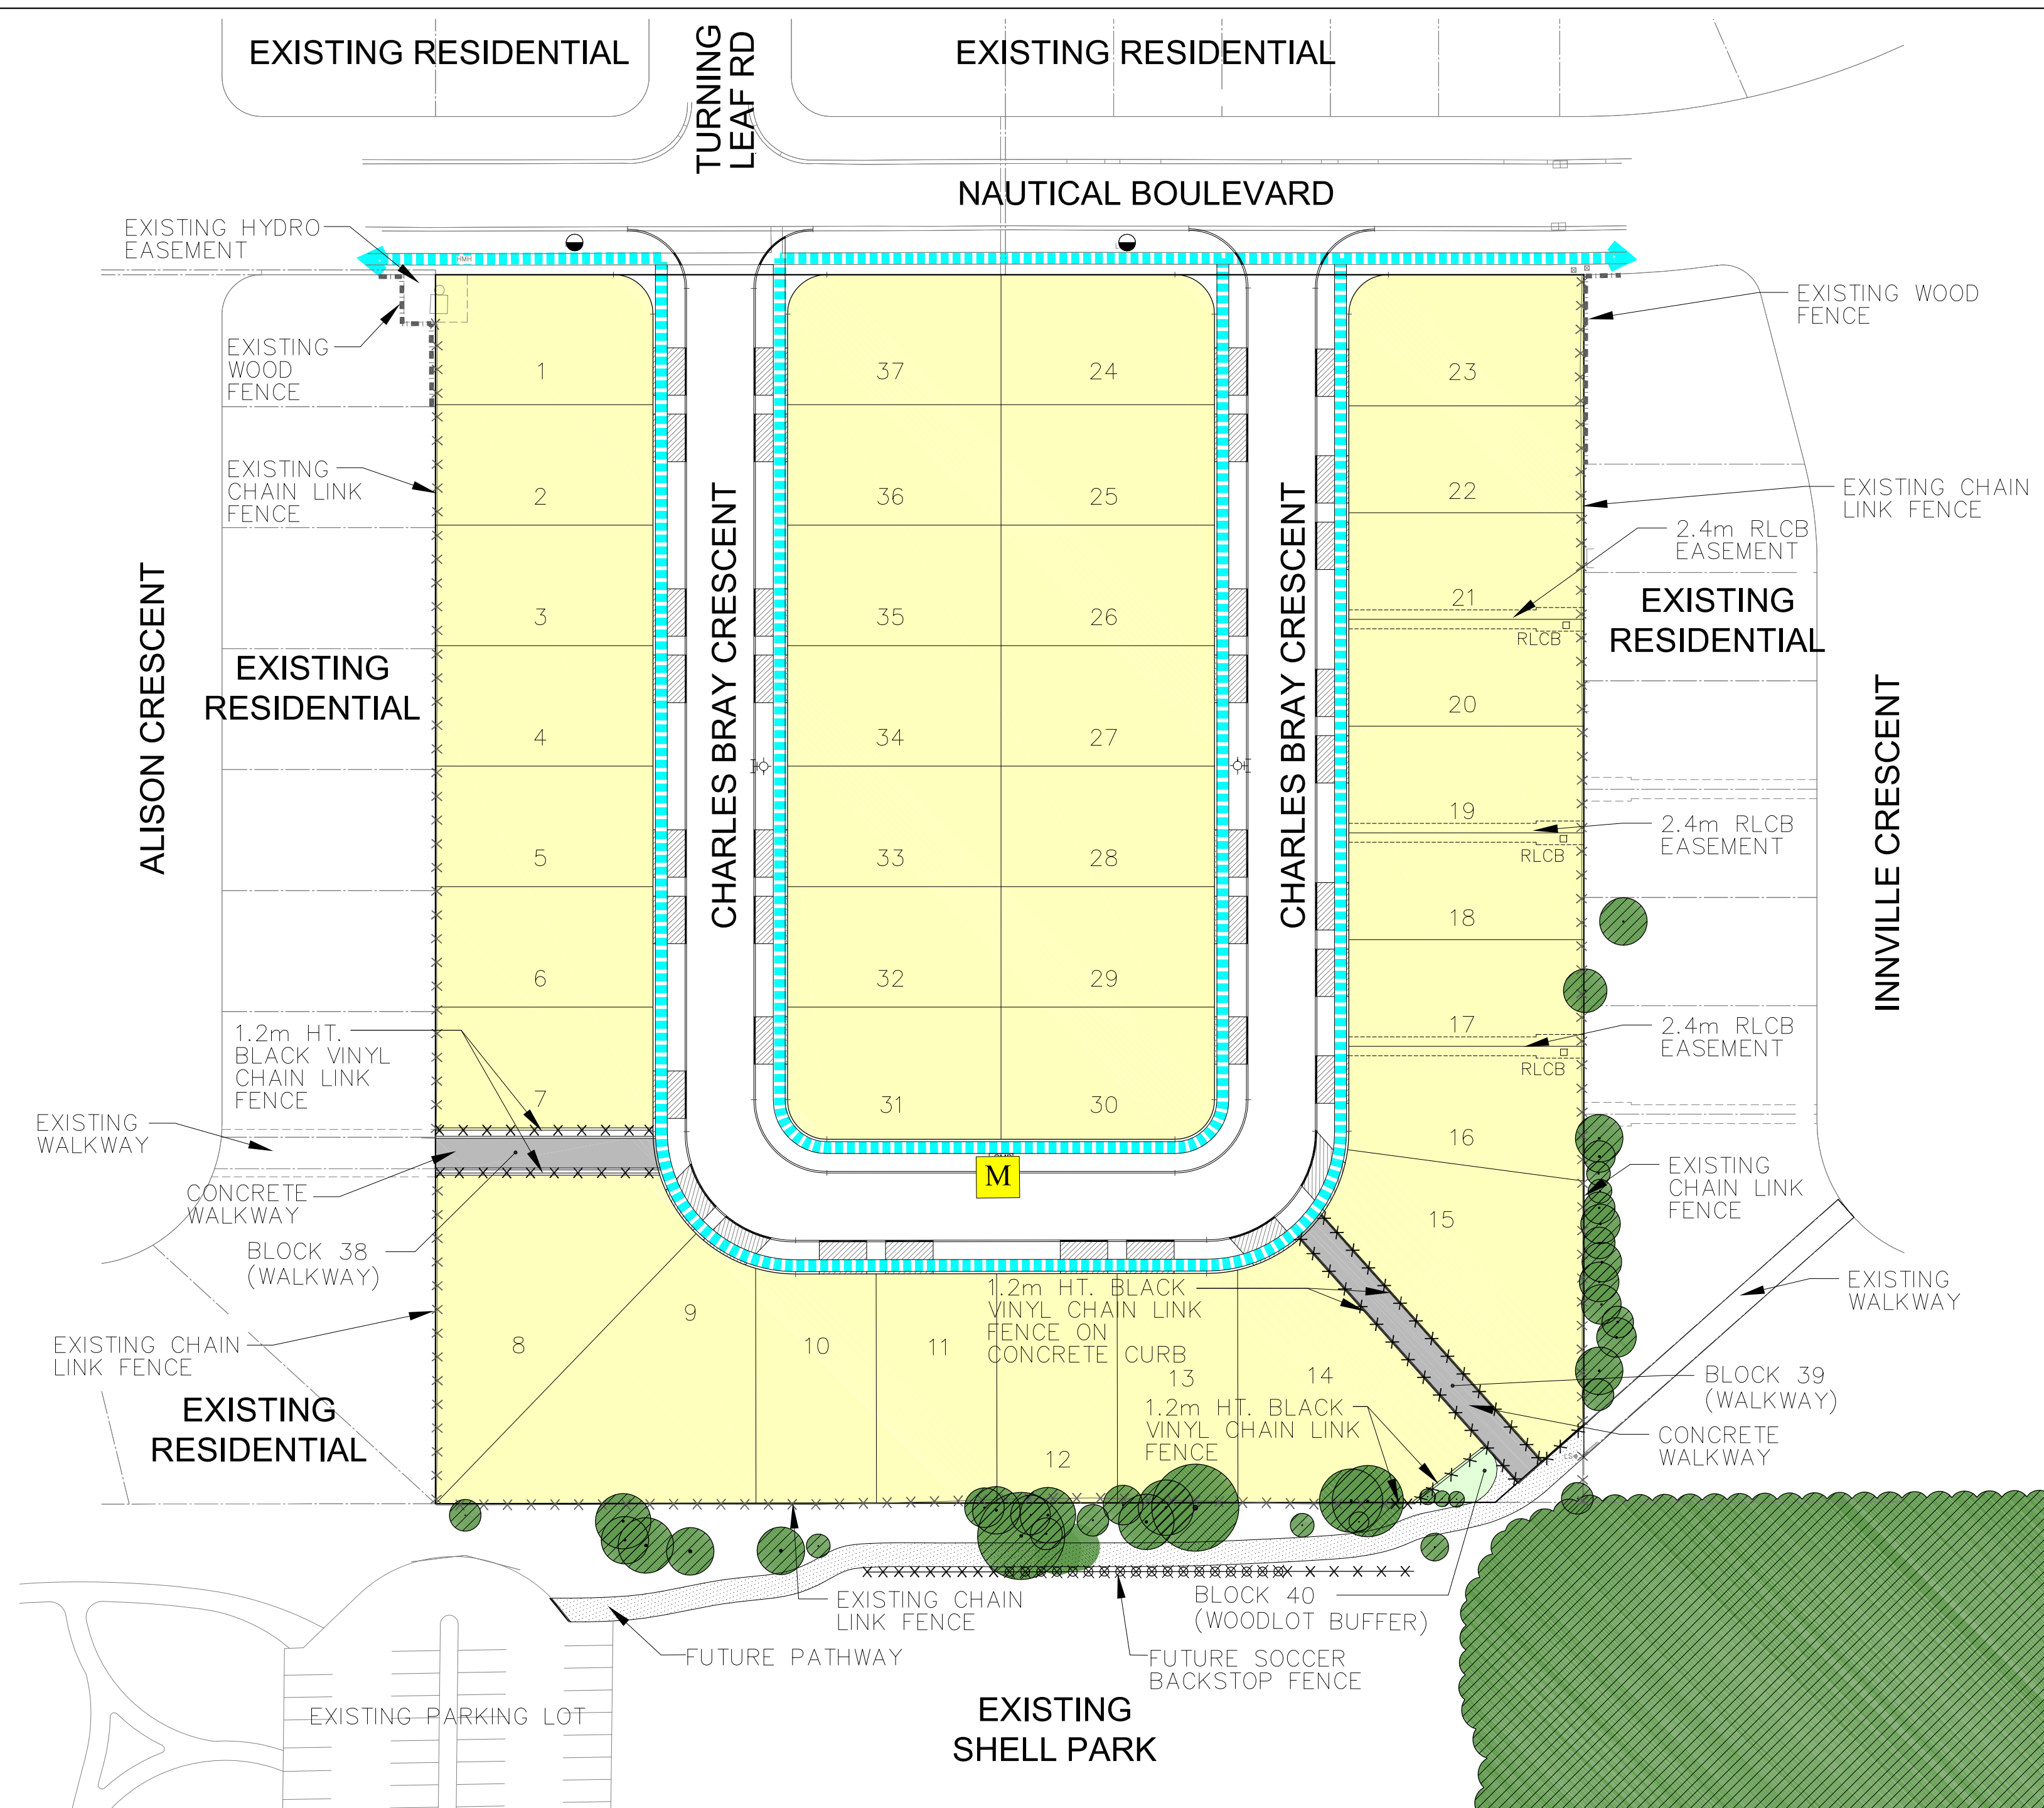 EXISTING RESIDENTIAL
TURNING
LEAF RD
EXISTING RESIDENTIAL
NAUTICAL BOULEVARD
EXISTING HYDRO
EASEMENT
HMH
EXISTING WOOD
FENCE
EXISTING
WOOD
FENCE
1
37
24
23
EXISTING
CHAIN LINK
FENCE
2
36
25
22
EXISTING CHAIN
LINK FENCE
2.4m RLCB
EASEMENT
ALISON CRESCENT
CHARLES BRAY CRESCENT
CHARLES BRAY CRESCENT
INNVILLE CRESCENT
3
35
26
21
RLCB
EXISTING
RESIDENTIAL
EXISTING
RESIDENTIAL
4
34
27
20
5
33
28
19
RLCB
2.4m RLCB
EASEMENT
6
32
29
18
17
RLCB
2.4m RLCB
EASEMENT
1.2m HT.
BLACK VINYL
CHAIN LINK
FENCE
7
31
30
16
EXISTING
WALKWAY
M
CONCRETE
WALKWAY
EXISTING
CHAIN LINK
FENCE
15
BLOCK 38
(WALKWAY)
EXISTING
WALKWAY
EXISTING CHAIN
LINK FENCE
8
9
10
11
1.2m HT. BLACK
VINYL CHAIN LINK
FENCE ON
CONCRETE CURB
13
14
BLOCK 39
(WALKWAY)
EXISTING
RESIDENTIAL
12
1.2m HT. BLACK
VINYL CHAIN LINK
FENCE
CONCRETE
WALKWAY
EXISTING CHAIN
LINK FENCE
BLOCK 40
(WOODLOT BUFFER)
FUTURE PATHWAY
FUTURE SOCCER
BACKSTOP FENCE
EXISTING PARKING LOT
EXISTING
SHELL PARK